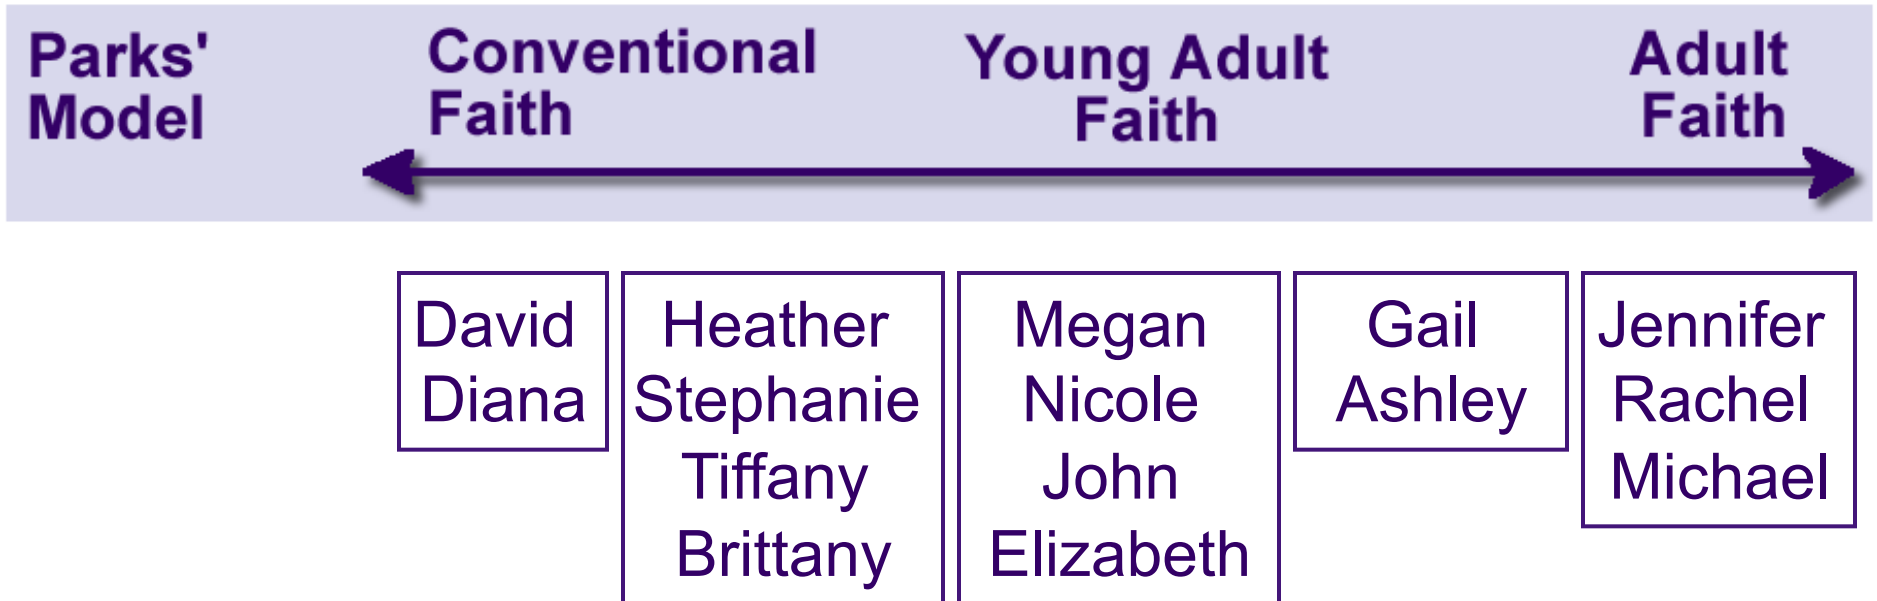 Parks'
Model
Conventional
Faith
Young Adult
Faith
Adult
Faith
David
Diana
Heather
Stephanie
Tiffany
Brittany
Megan
Nicole
John
Elizabeth
Gail
Ashley
Jennifer
Rachel
Michael